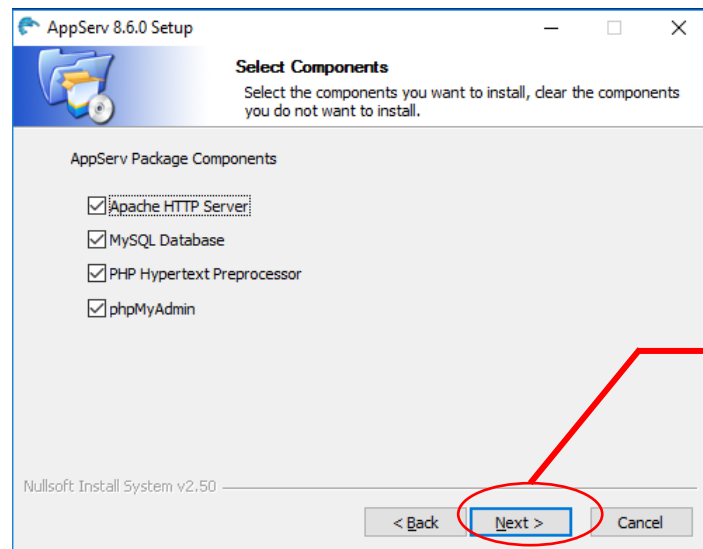 AppServ 8.6.0 Setup
Select Components
Select the components you want to install, clear the components
you do not want to install.
AppServ Package Components
Apache HTTP Server
MySQL Database
PHP Hypertext Preprocessor
phpMyAdmin
Nullsoft Install System v2.50
< Back Next > Cancel